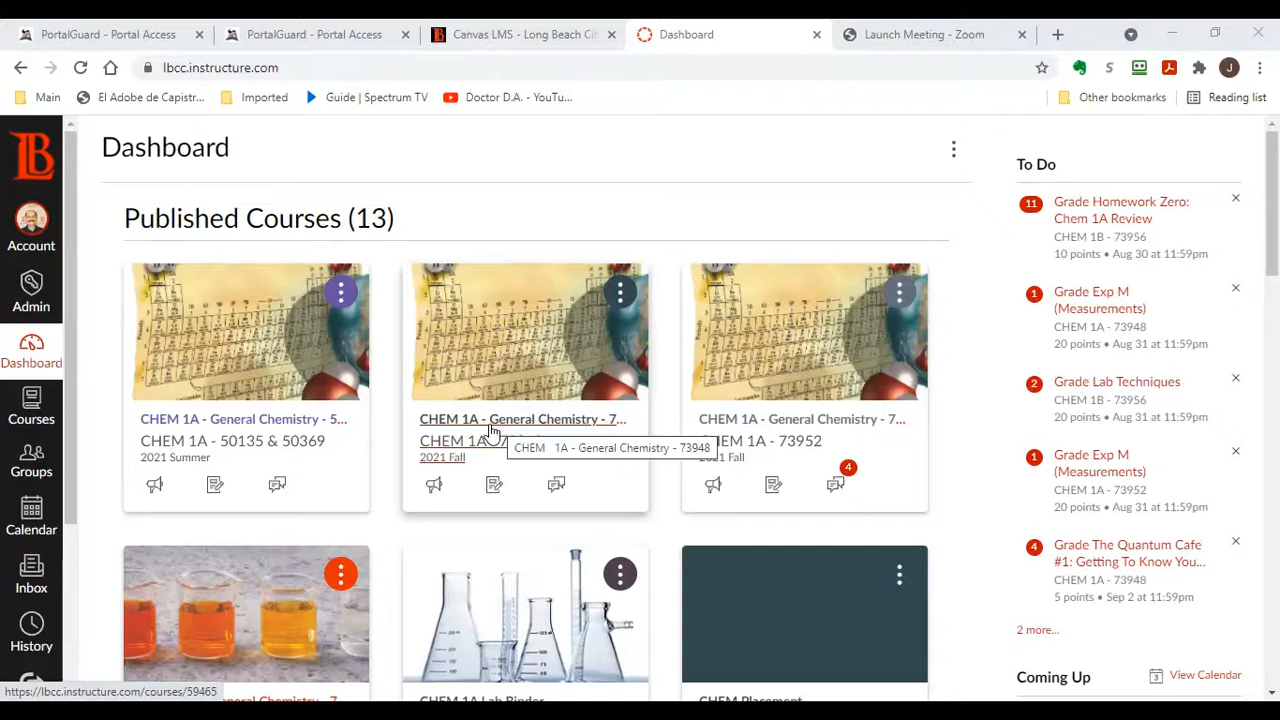 PortalGuard - Portal Access
PortalGuard - Portal Access
Canvas LMS - Long Beach Cit
Dashboard
Launch Meeting - Zoom
lbcc.instructure.com
S
J
Main
El Adobe de Capistr...
Imported
Guide | Spectrum TV
Doctor D.A. - YouTu...
Other bookmarks
Reading list
LB
Account
Admin
Dashboard
Courses
Groups
Calendar
Inbox
History
Dashboard
Published Courses (13)
CHEM 1A - General Chemistry - 5...
CHEM 1A - 50135 & 50369
2021 Summer
CHEM 1A - General Chemistry - 7...
CHEM 1A
2021 Fall
CHEM 1A - General Chemistry - 73948
CHEM 1A - General Chemistry - 7...
HEM 1A - 73952
21 Fall
4
General Chemistry - 7
CHEM 1A Lab Binder
CHEM Placement
To Do
11
Grade Homework Zero:
Chem 1A Review
CHEM 1B - 73956
10 points • Aug 30 at 11:59pm
1
Grade Exp M
(Measurements)
CHEM 1A - 73948
20 points • Aug 31 at 11:59pm
2
Grade Lab Techniques
CHEM 1B - 73956
20 points • Aug 31 at 11:59pm
1
Grade Exp M
(Measurements)
CHEM 1A - 73952
20 points • Aug 31 at 11:59pm
4
Grade The Quantum Cafe
#1: Getting To Know You...
CHEM 1A - 73948
5 points • Sep 2 at 11:59pm
2 more...
Coming Up
3
View Calendar
https://lbcc.instructure.com/courses/59465